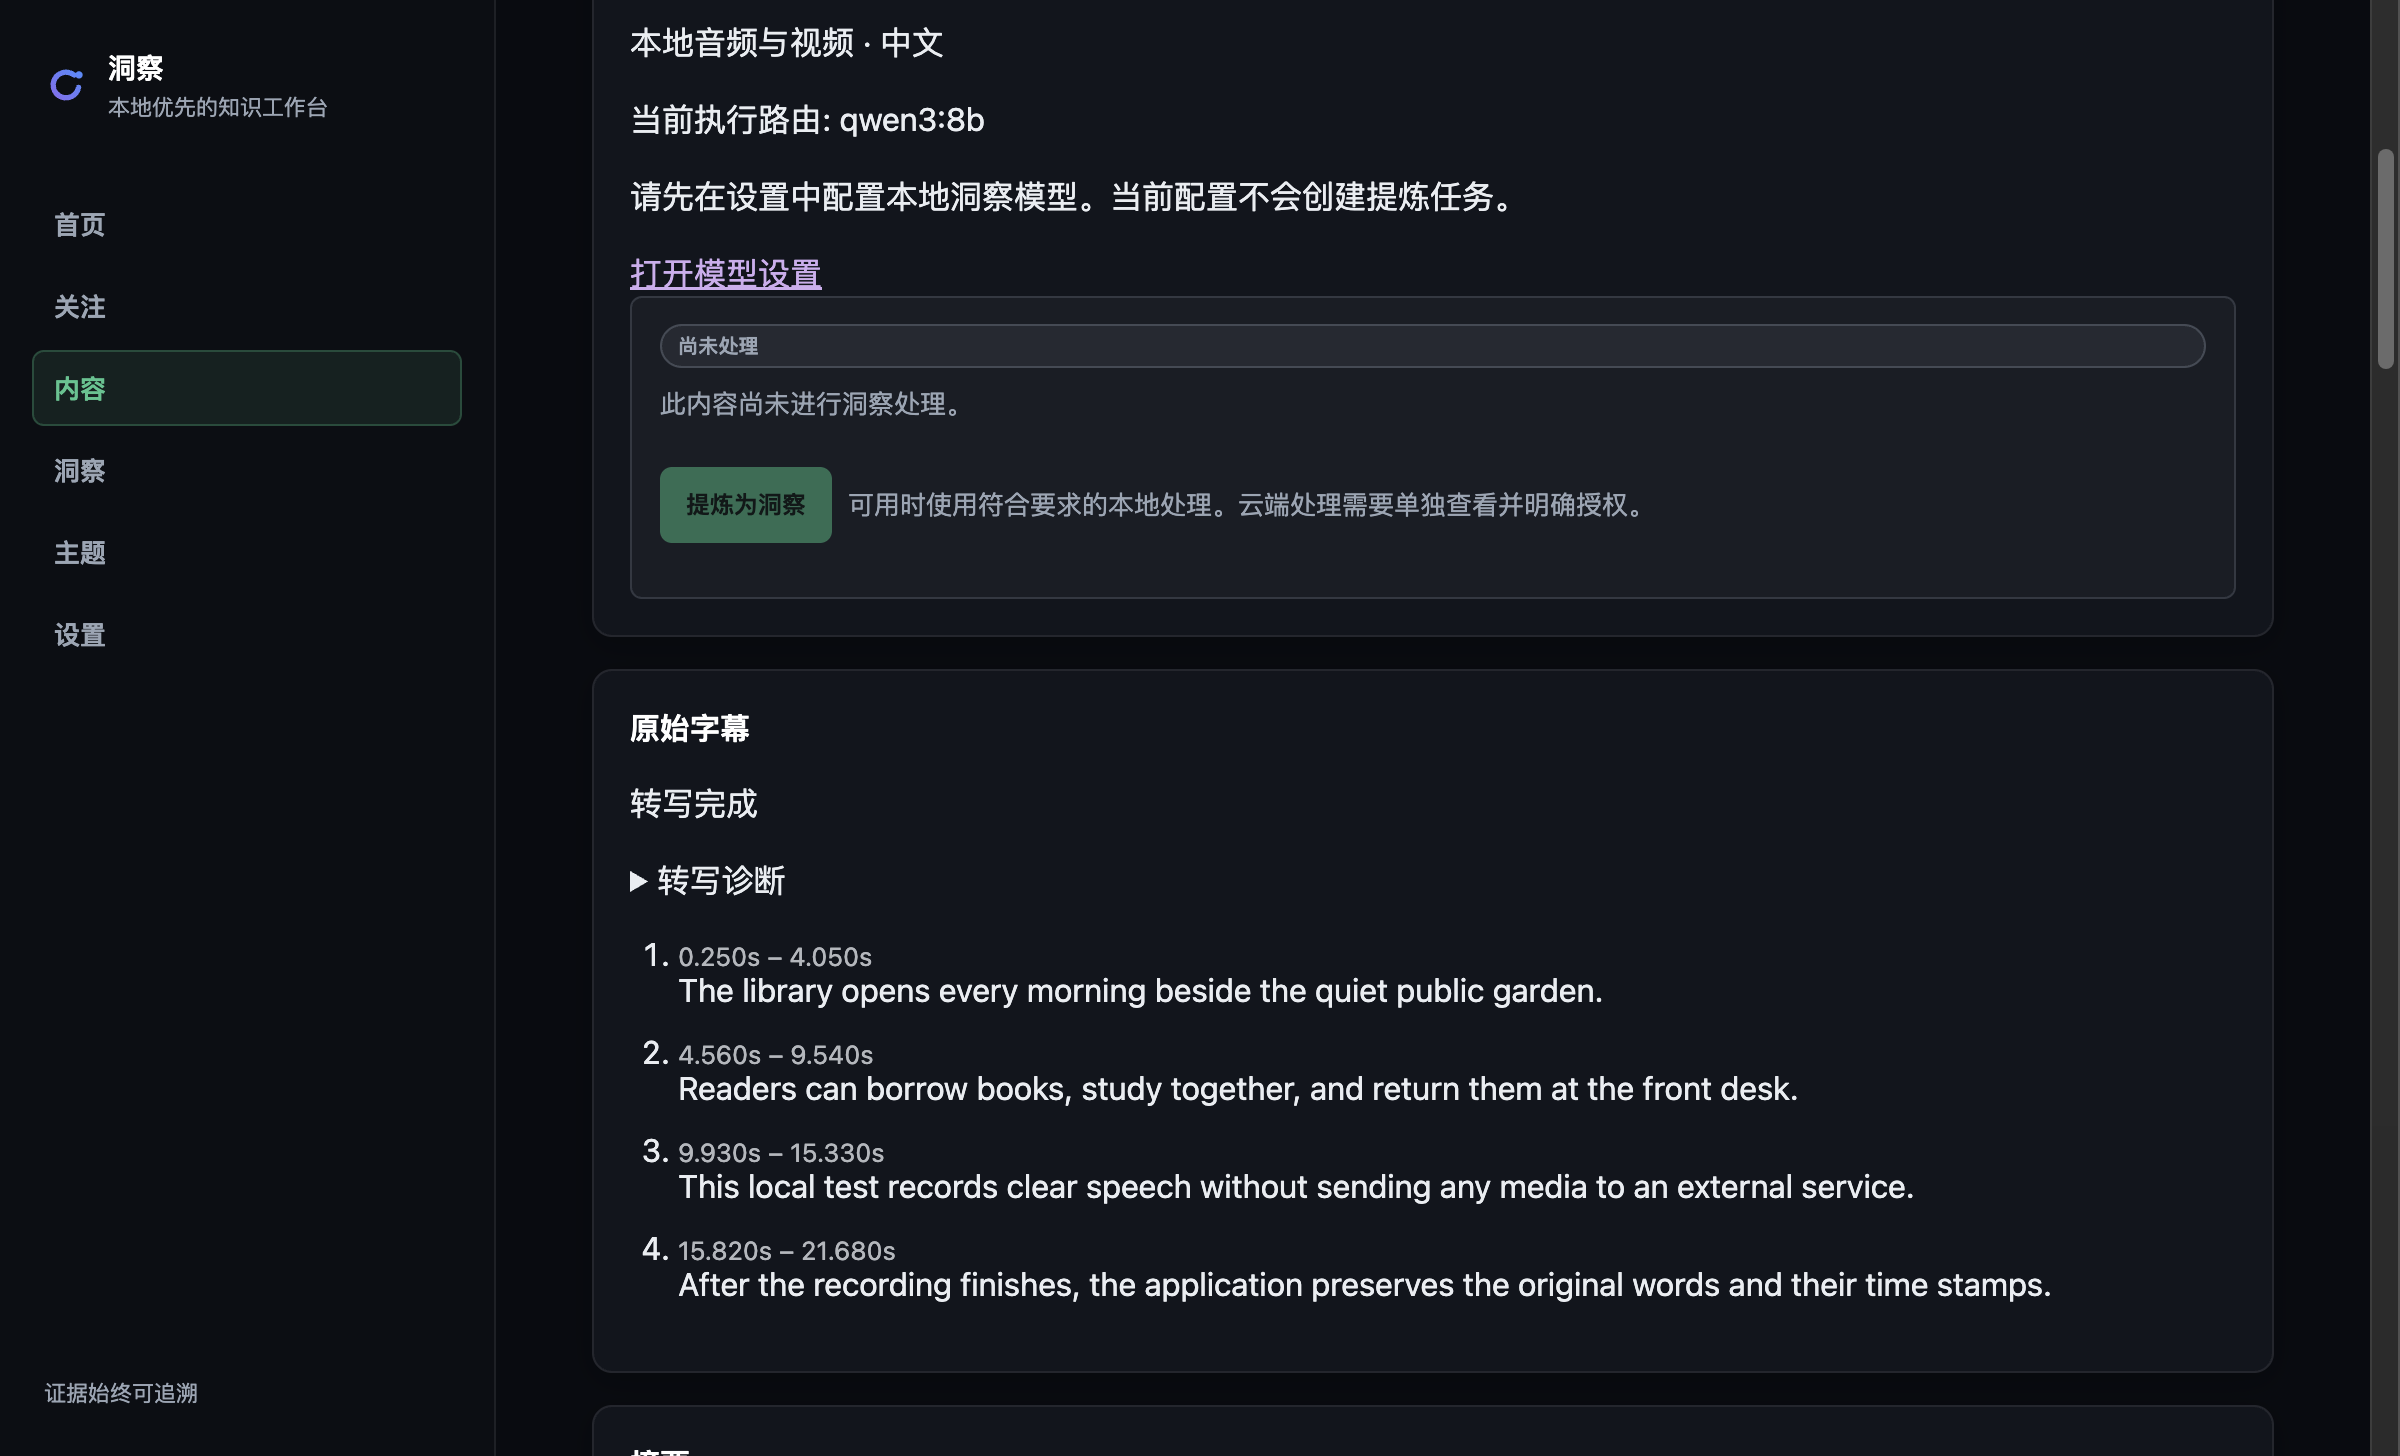 洞察
本地优先的知识工作台
首页
关注
内容
洞察
主题
设置
证据始终可追溯
本地音频与视频 · 中文
当前执行路由: qwen3:8b
请先在设置中配置本地洞察模型。当前配置不会创建提炼任务。
打开模型设置
尚未处理
此内容尚未进行洞察处理。
提炼为洞察 可用时使用符合要求的本地处理。云端处理需要单独查看并明确授权。
原始字幕
转写完成
▶ 转写诊断
1. 0.250s – 4.050s
The library opens every morning beside the quiet public garden.
2. 4.560s – 9.540s
Readers can borrow books, study together, and return them at the front desk.
3. 9.930s – 15.330s
This local test records clear speech without sending any media to an external service.
4. 15.820s – 21.680s
After the recording finishes, the application preserves the original words and their time stamps.